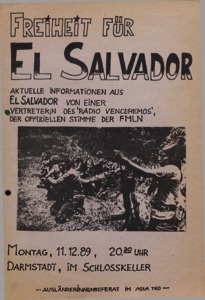 FREIHEIT FÜR
EL SALVADOR
AKTUELLE INFORMATIONEN AUS
EL SALVADOR VON EINER
VERTRETERIN DES 'RADIO VENCEREMOS',
DER OFFIZIELLEN STIMME DER FMLN
MONTAG, 11.12.89, 20.30 UHR
DARMSTADT, IM SCHLOSSKELLER
— AUSLÄNDERINNENREFERAT IM ASTA THD —